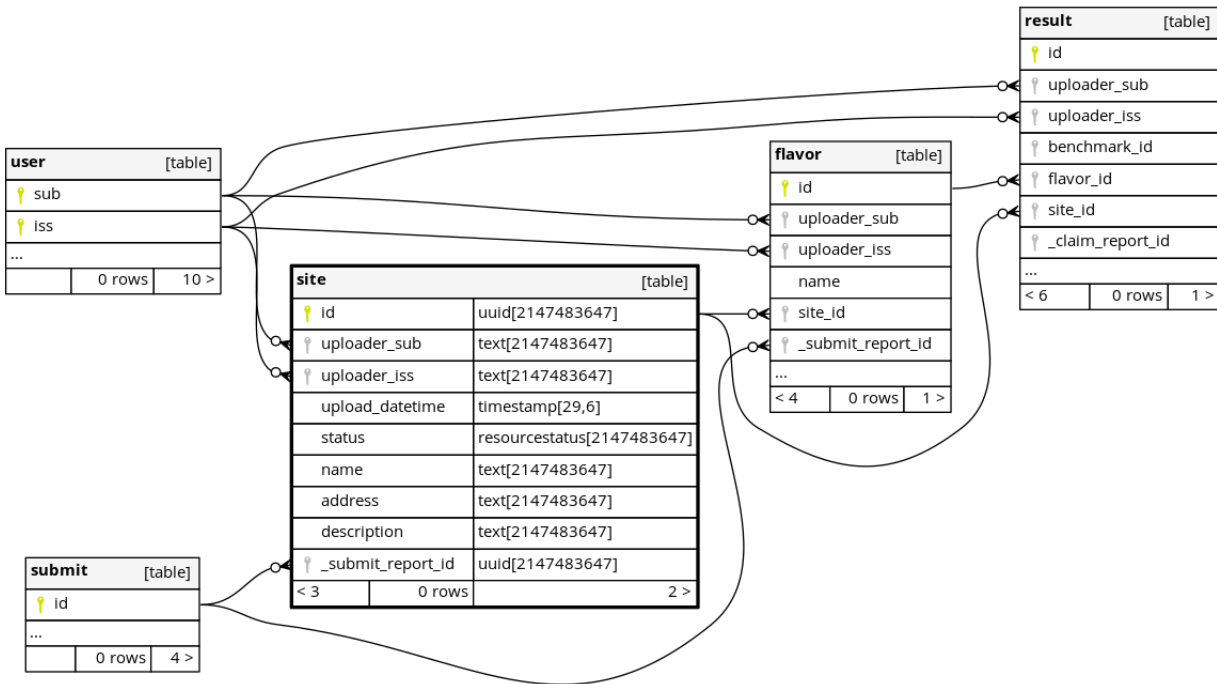 result [table]
id
uploader_sub
uploader_iss
benchmark_id
flavor_id
site_id
_claim_report_id
...
< 6 0 rows 1 >
flavor [table]
id
uploader_sub
uploader_iss
name
site_id
_submit_report_id
...
< 4 0 rows 1 >
user [table]
sub
iss
...
0 rows 10 >
site [table]
id uuid[2147483647]
uploader_sub text[2147483647]
uploader_iss text[2147483647]
upload_datetime timestamp[29,6]
status resourcestatus[2147483647]
name text[2147483647]
address text[2147483647]
description text[2147483647]
_submit_report_id uuid[2147483647]
< 3 0 rows 2 >
submit [table]
id
...
0 rows 4 >